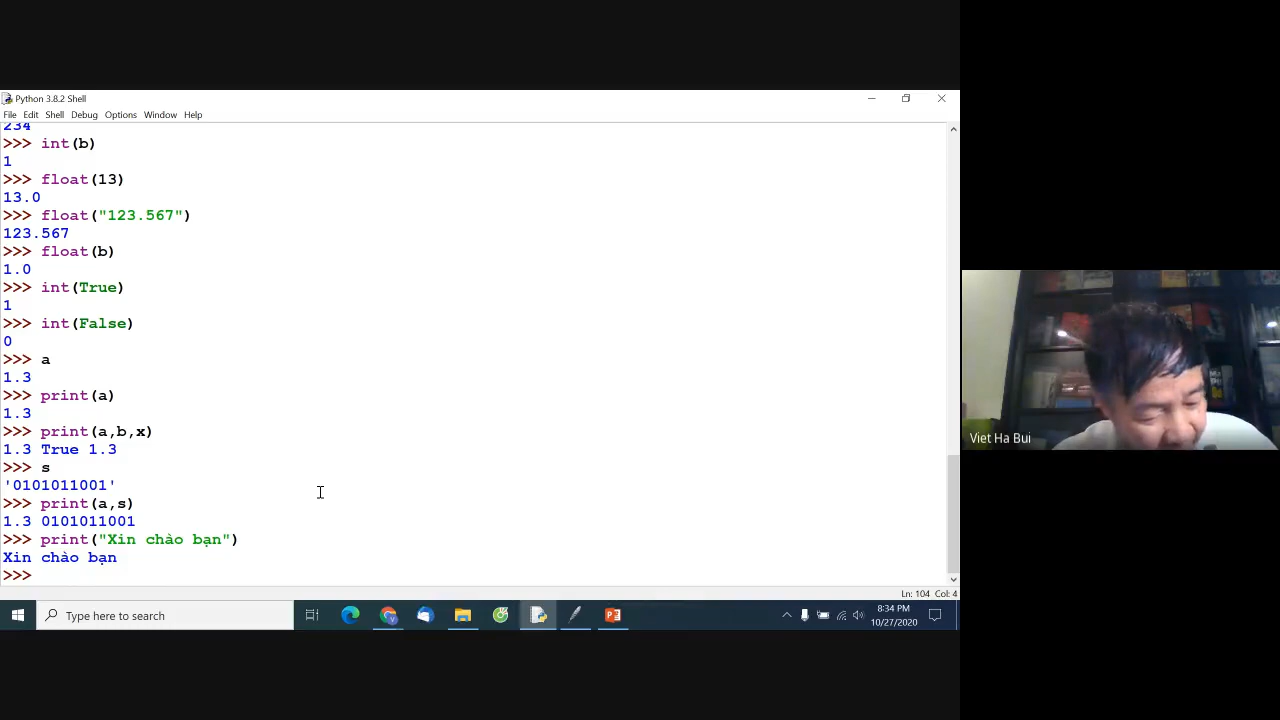 Python 3.8.2 Shell
File Edit Shell Debug Options Window Help
234
>>> int(b)
1
>>> float(13)
13.0
>>> float("123.567")
123.567
>>> float(b)
1.0
>>> int(True)
1
>>> int(False)
0
>>> a
1.3
>>> print(a)
1.3
>>> print(a,b,x)
1.3 True 1.3
>>> s
'0101011001'
>>> print(a,s)
1.3 0101011001
>>> print("Xin chào bạn")
Xin chào bạn
>>>
Ln: 104 Col: 4
Type here to search
8:34 PM
10/27/2020
Viet Ha Bui